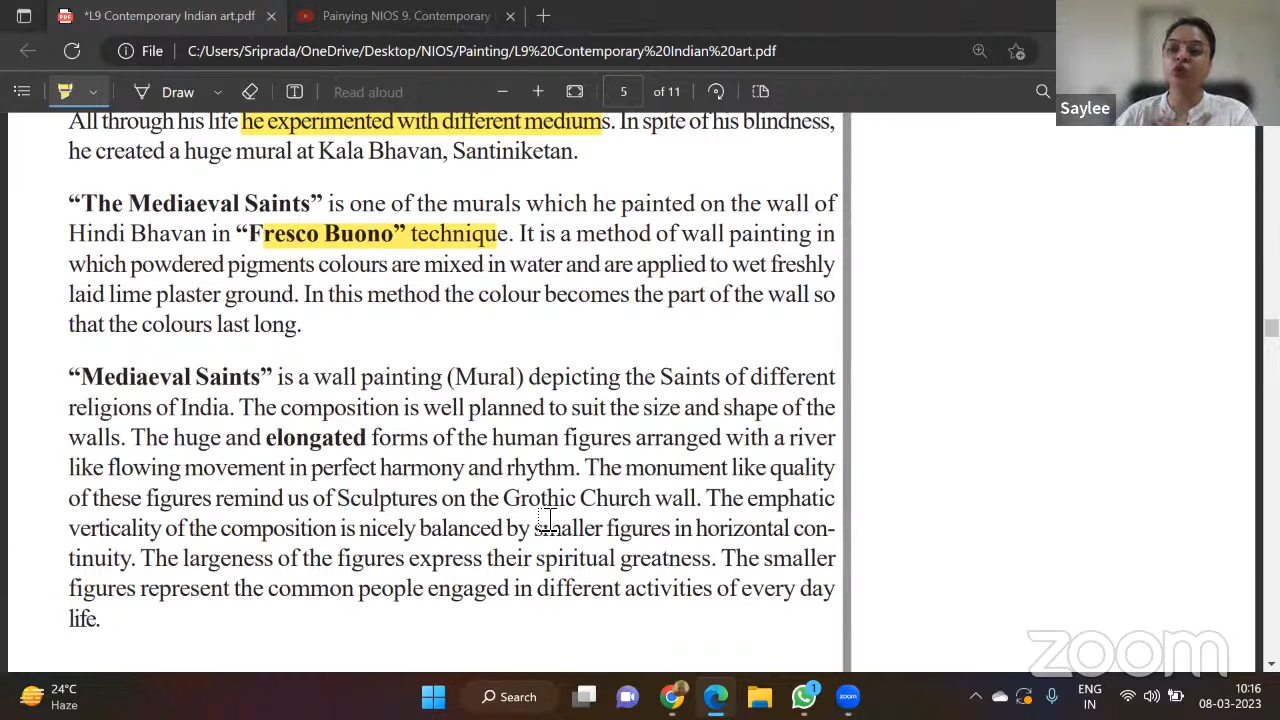 *L9 Contemporary Indian art.pdf
Painying NIOS 9. Contemporary
File
C:/Users/Sriprada/OneDrive/Desktop/NIOS/Painting/L9%20Contemporary%20Indian%20art.pdf
Draw
Read aloud
5
of 11
Saylee
All through his life he experimented with different mediums. In spite of his blindness,
he created a huge mural at Kala Bhavan, Santiniketan.
“The Mediaeval Saints” is one of the murals which he painted on the wall of
Hindi Bhavan in “Fresco Buono” technique. It is a method of wall painting in
which powdered pigments colours are mixed in water and are applied to wet freshly
laid lime plaster ground. In this method the colour becomes the part of the wall so
that the colours last long.
“Mediaeval Saints” is a wall painting (Mural) depicting the Saints of different
religions of India. The composition is well planned to suit the size and shape of the
walls. The huge and elongated forms of the human figures arranged with a river
like flowing movement in perfect harmony and rhythm. The monument like quality
of these figures remind us of Sculptures on the Grothic Church wall. The emphatic
verticality of the composition is nicely balanced by smaller figures in horizontal con-
tinuity. The largeness of the figures express their spiritual greatness. The smaller
figures represent the common people engaged in different activities of every day
life.
zoom
24°C
Haze
Search
zoom
1
ENG
IN
10:16
08-03-2023